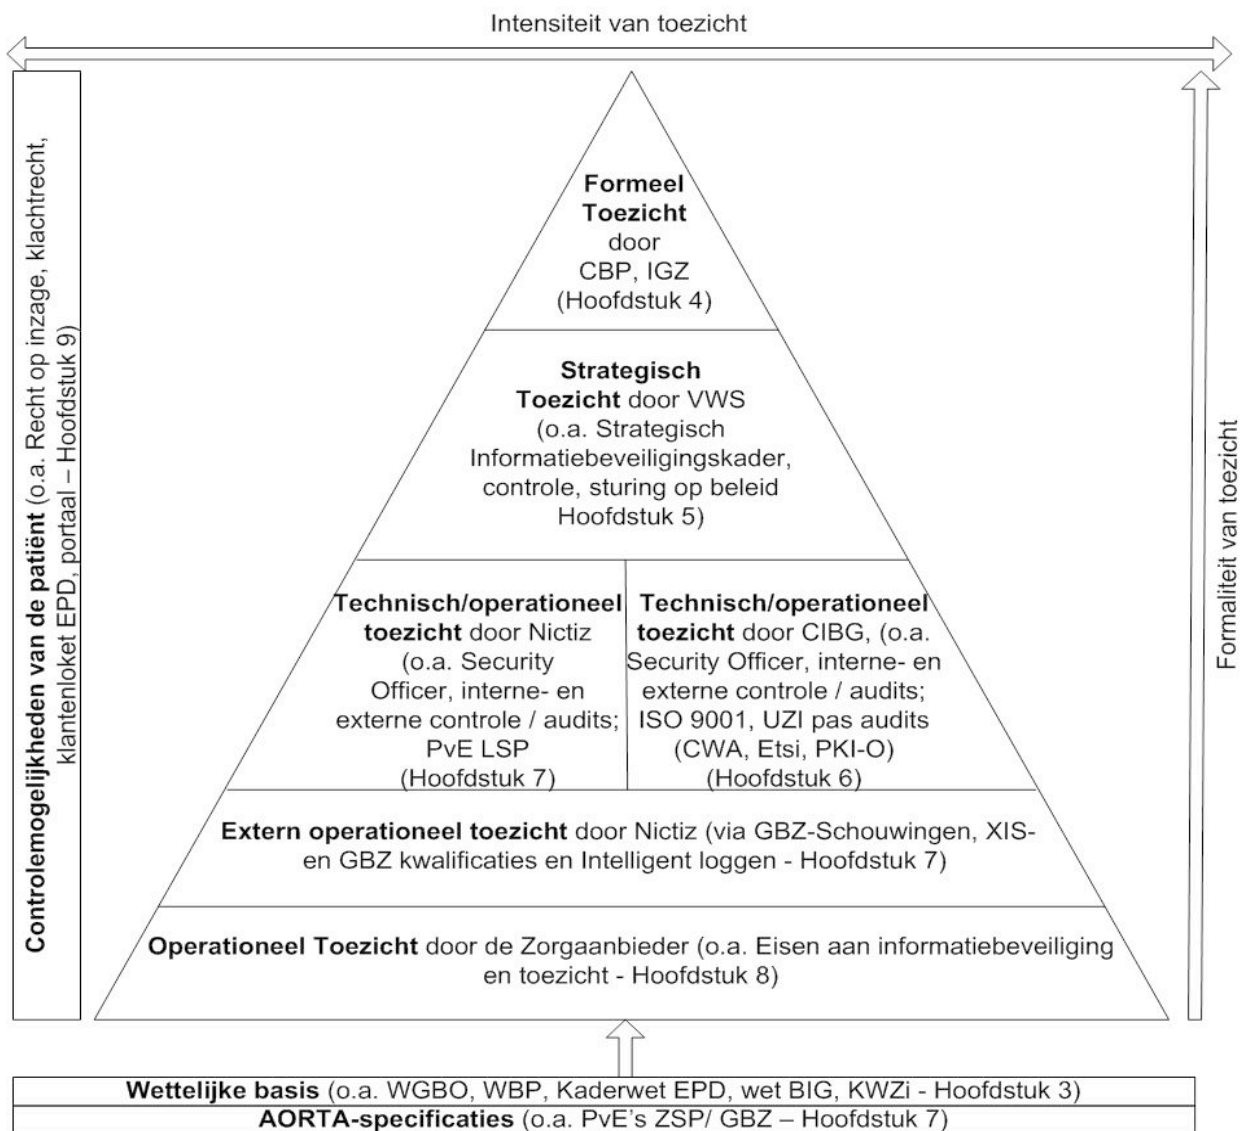 Intensiteit van toezicht
Controlemogelijkheden van de patiënt (o.a. Recht op inzage, klachtrecht,
klantenloket EPD, portaal – Hoofdstuk 9)
Formeel
Toezicht
door
CBP, IGZ
(Hoofdstuk 4)
Strategisch
Toezicht door VWS
(o.a. Strategisch
Informatiebeveiligingskader,
controle, sturing op beleid
Hoofdstuk 5)
Technisch/operationeel
toezicht door Nictiz
(o.a. Security
Officer, interne- en
externe controle / audits;
PvE LSP
(Hoofdstuk 7)
Technisch/operationeel
toezicht door CIBG, (o.a.
Security Officer, interne- en
externe controle / audits;
ISO 9001, UZI pas audits
(CWA, Etsi, PKI-O)
(Hoofdstuk 6)
Extern operationeel toezicht door Nictiz (via GBZ-Schouwingen, XIS-
en GBZ kwalificaties en Intelligent loggen - Hoofdstuk 7)
Operationeel Toezicht door de Zorgaanbieder (o.a. Eisen aan informatiebeveiliging
en toezicht - Hoofdstuk 8)
Formaliteit van toezicht
Wettelijke basis (o.a. WGBO, WBP, Kaderwet EPD, wet BIG, KWZi - Hoofdstuk 3)
AORTA-specificaties (o.a. PvE's ZSP/ GBZ – Hoofdstuk 7)